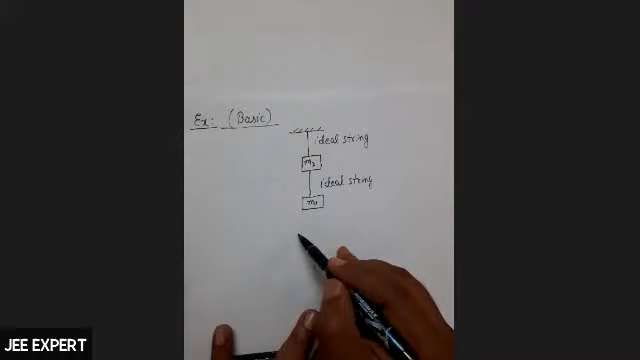 Ex: (Basic)
ideal string
m₂
ideal string
m₁
JEE EXPERT